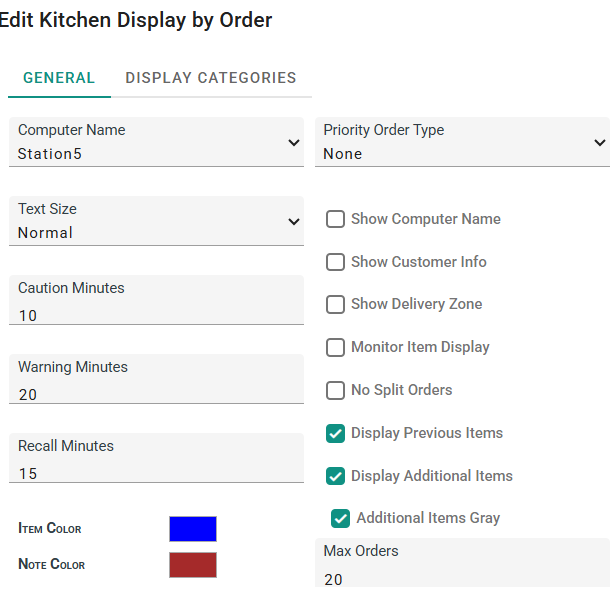 Edit Kitchen Display by Order
GENERAL
DISPLAY CATEGORIES
Computer Name
Station5
Priority Order Type
None
Text Size
Normal
Caution Minutes
10
Warning Minutes
20
Recall Minutes
15
Item Color
Note Color
Show Computer Name
Show Customer Info
Show Delivery Zone
Monitor Item Display
No Split Orders
Display Previous Items
Display Additional Items
Additional Items Gray
Max Orders
20